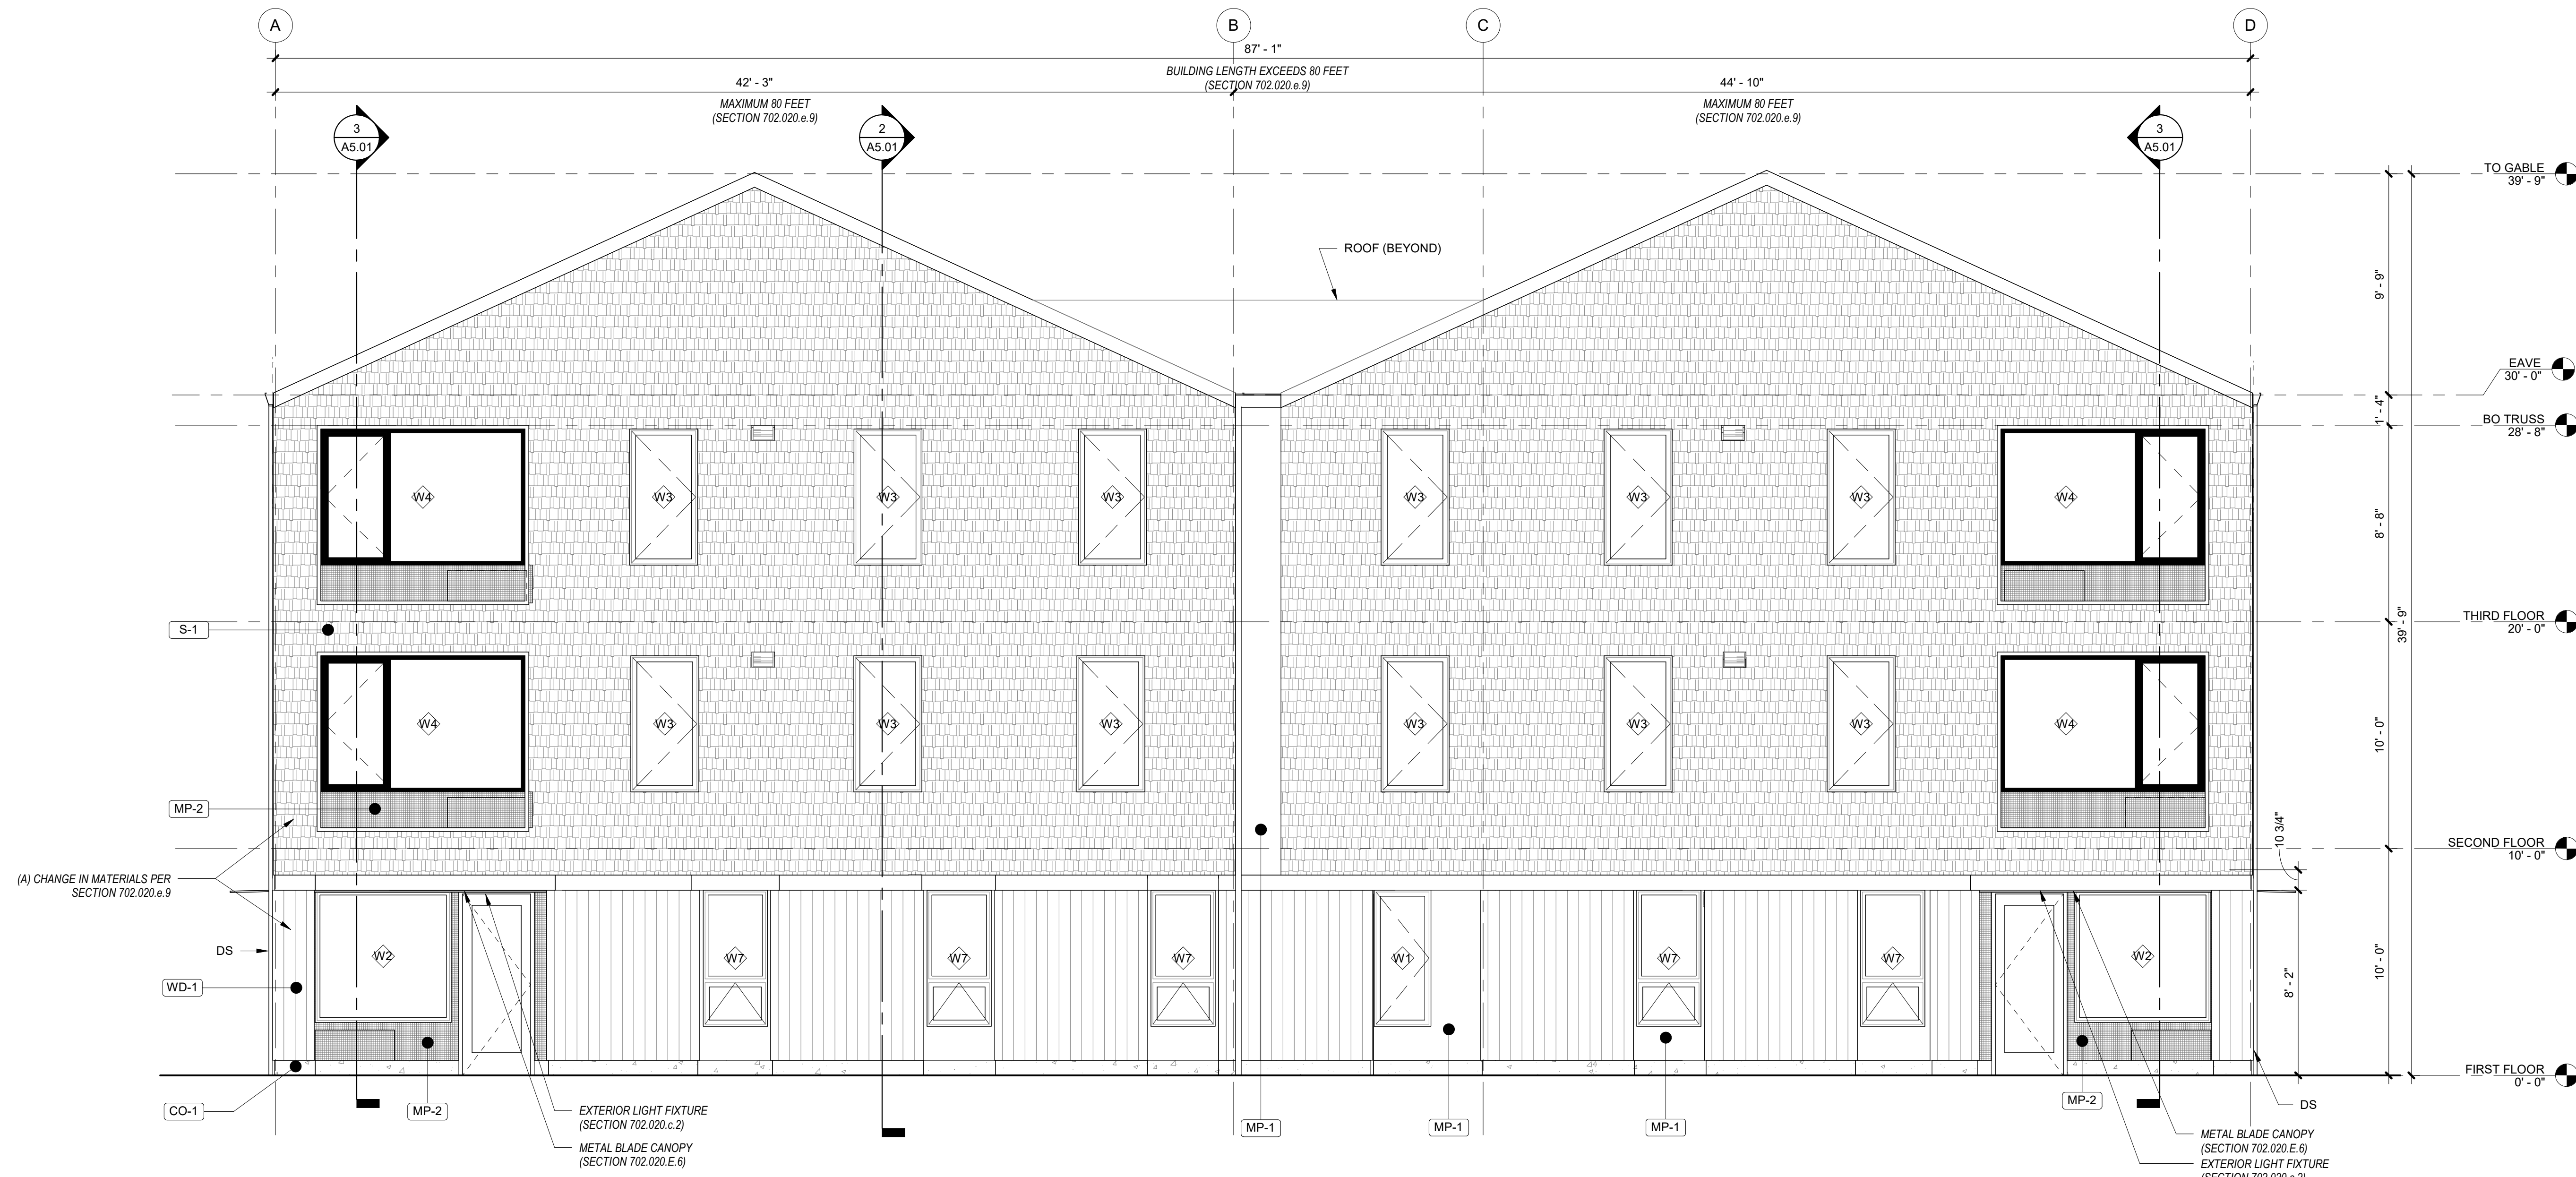 A
B
C
D
87' - 1"
BUILDING LENGTH EXCEEDS 80 FEET
(SECTION 702.020.e.9)
42' - 3"
44' - 10"
MAXIMUM 80 FEET
(SECTION 702.020.e.9)
MAXIMUM 80 FEET
(SECTION 702.020.e.9)
3
A5.01
2
A5.01
3
A5.01
TO GABLE
39' - 9"
ROOF (BEYOND)
9' - 9"
EAVE
30' - 0"
1' - 4"
BO TRUSS
28' - 8"
W4
W3
W3
W3
W3
W3
W3
W4
8' - 8"
S-1
THIRD FLOOR
20' - 0"
39' - 9"
W4
W3
W3
W3
W3
W3
W3
W4
10' - 0"
MP-2
10 3/4"
SECOND FLOOR
10' - 0"
(A) CHANGE IN MATERIALS PER
SECTION 702.020.e.9
DS
W2
W7
W7
W7
W1
W7
W7
W2
WD-1
8' - 2"
10' - 0"
FIRST FLOOR
0' - 0"
CO-1
MP-2
EXTERIOR LIGHT FIXTURE
(SECTION 702.020.c.2)
METAL BLADE CANOPY
(SECTION 702.020.E.6)
MP-1
MP-1
MP-1
MP-2
DS
METAL BLADE CANOPY
(SECTION 702.020.E.6)
EXTERIOR LIGHT FIXTURE
(SECTION 702.020.c.2)